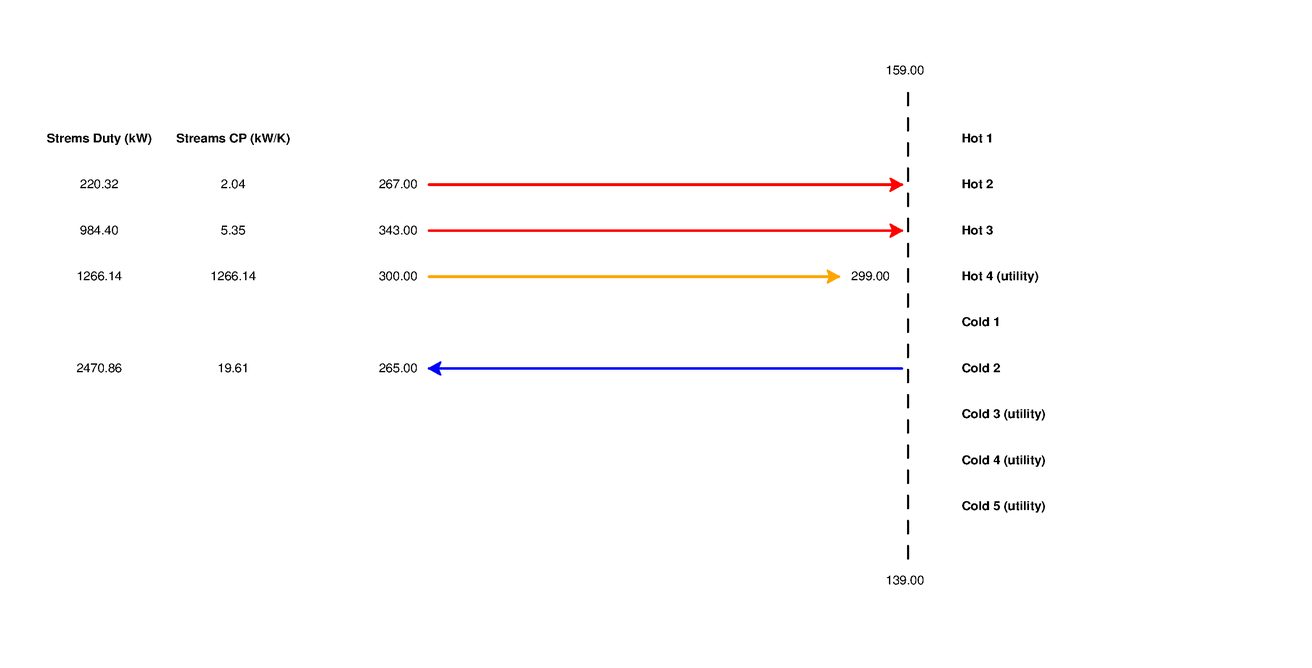 159.00
Strems Duty (kW) Streams CP (kW/K) Hot 1
220.32 2.04 267.00 Hot 2
984.40 5.35 343.00 Hot 3
1266.14 1266.14 300.00 299.00 Hot 4 (utility)
Cold 1
2470.86 19.61 265.00 Cold 2
Cold 3 (utility)
Cold 4 (utility)
Cold 5 (utility)
139.00